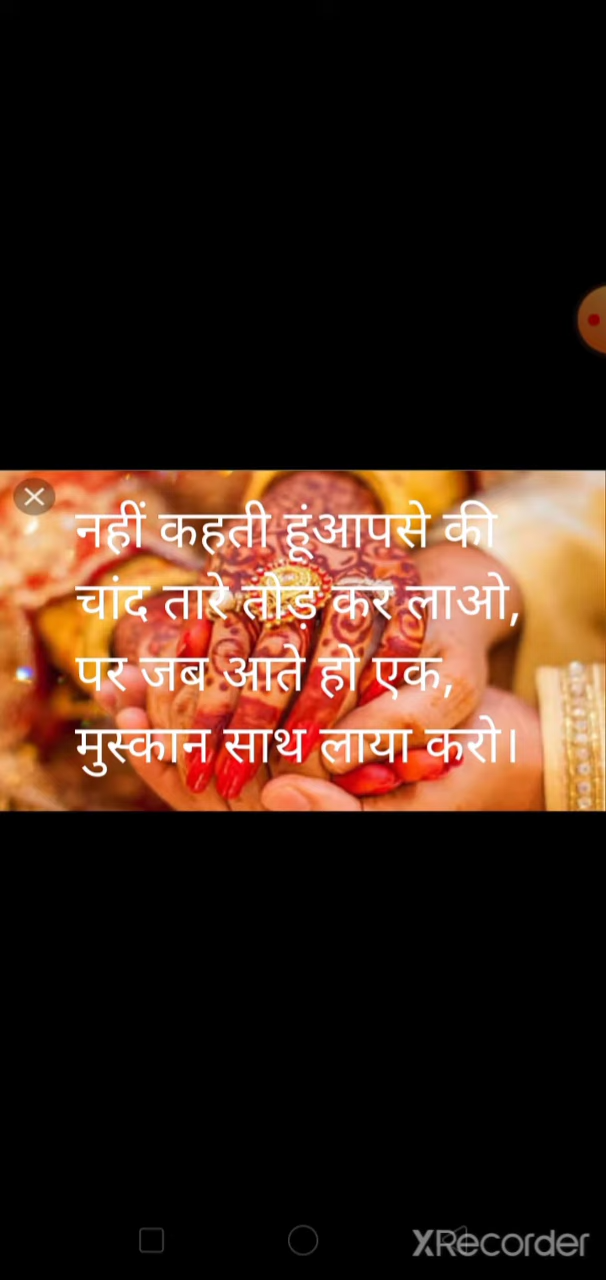 नहीं कहती हूंआपसे की
चांद तारे तोड़ कर लाओ,
पर जब आते हो एक,
मुस्कान साथ लाया करो।
XRecorder